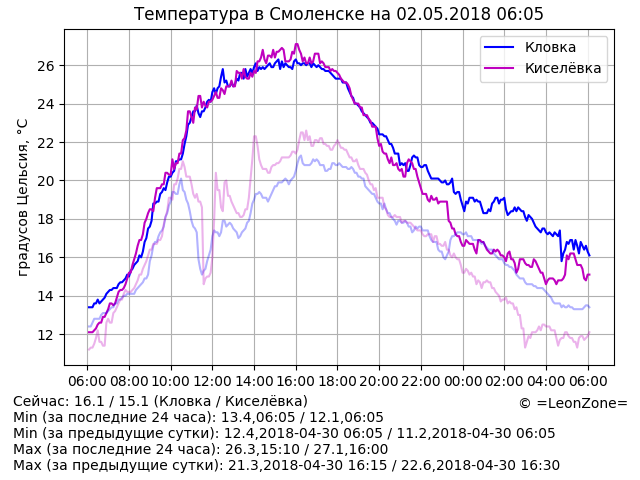 Температура в Смоленске на 02.05.2018 06:05
Кловка
Киселёвка
градусов Цельсия, °C
26
24
22
20
18
16
14
12
06:00 08:00 10:00 12:00 14:00 16:00 18:00 20:00 22:00 00:00 02:00 04:00 06:00
Сейчас: 16.1 / 15.1 (Кловка / Киселёвка)
© =LeonZone=
Min (за последние 24 часа): 13.4,06:05 / 12.1,06:05
Min (за предыдущие сутки): 12.4,2018-04-30 06:05 / 11.2,2018-04-30 06:05
Max (за последние 24 часа): 26.3,15:10 / 27.1,16:00
Max (за предыдущие сутки): 21.3,2018-04-30 16:15 / 22.6,2018-04-30 16:30